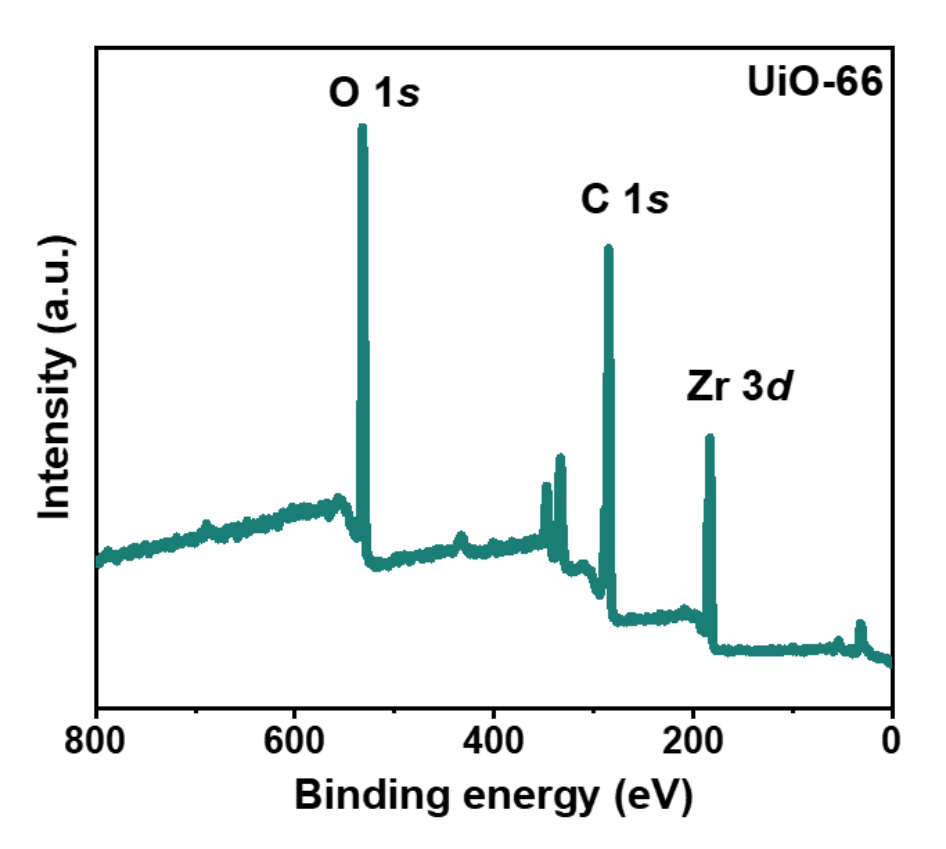 UiO-66
O 1s
C 1s
Zr 3d
Intensity (a.u.)
800 600 400 200 0
Binding energy (eV)